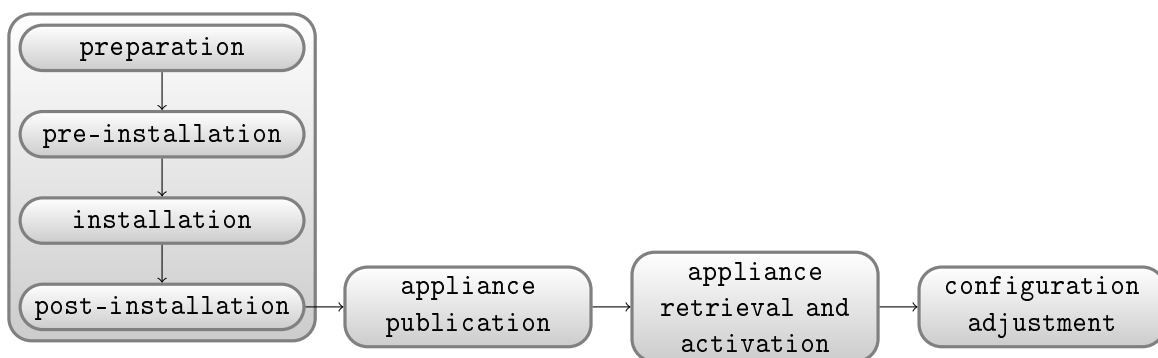 preparation
pre-installation
installation
post-installation
appliance
publication
appliance
retrieval and
activation
configuration
adjustment